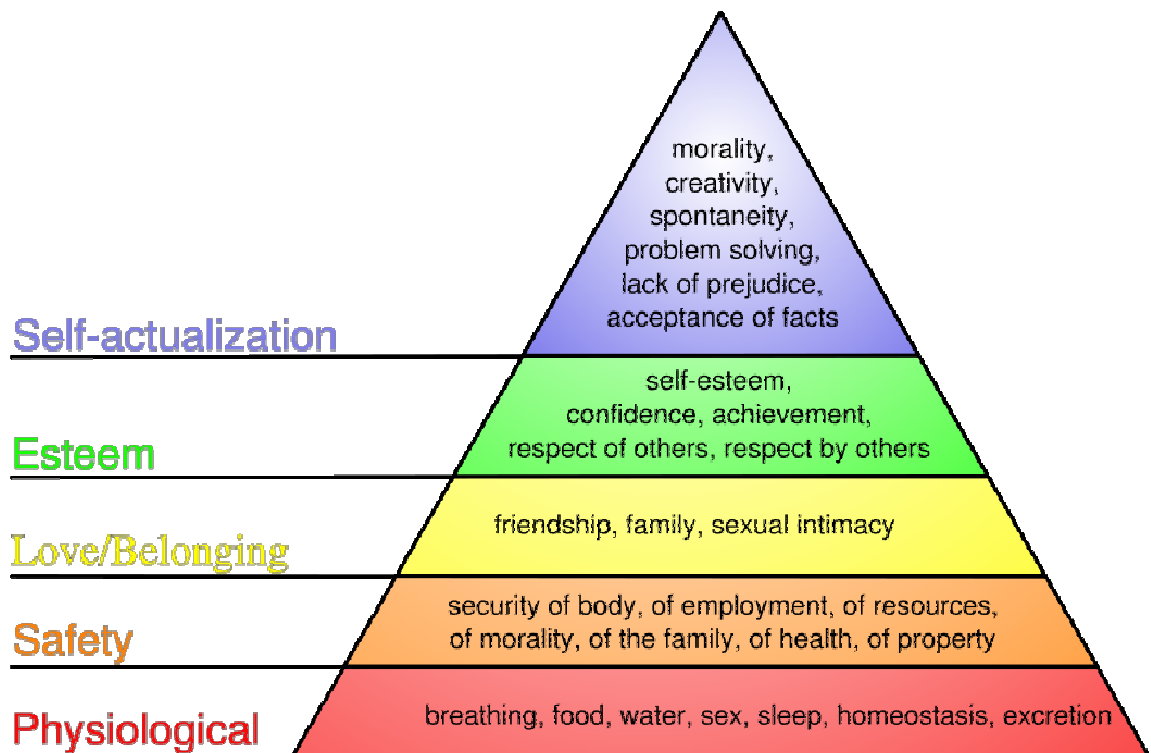 morality,
creativity,
spontaneity,
problem solving,
lack of prejudice,
acceptance of facts
Self-actualization
self-esteem,
confidence, achievement,
respect of others, respect by others
Esteem
friendship, family, sexual intimacy
Love/Belonging
security of body, of employment, of resources,
of morality, of the family, of health, of property
Safety
breathing, food, water, sex, sleep, homeostasis, excretion
Physiological